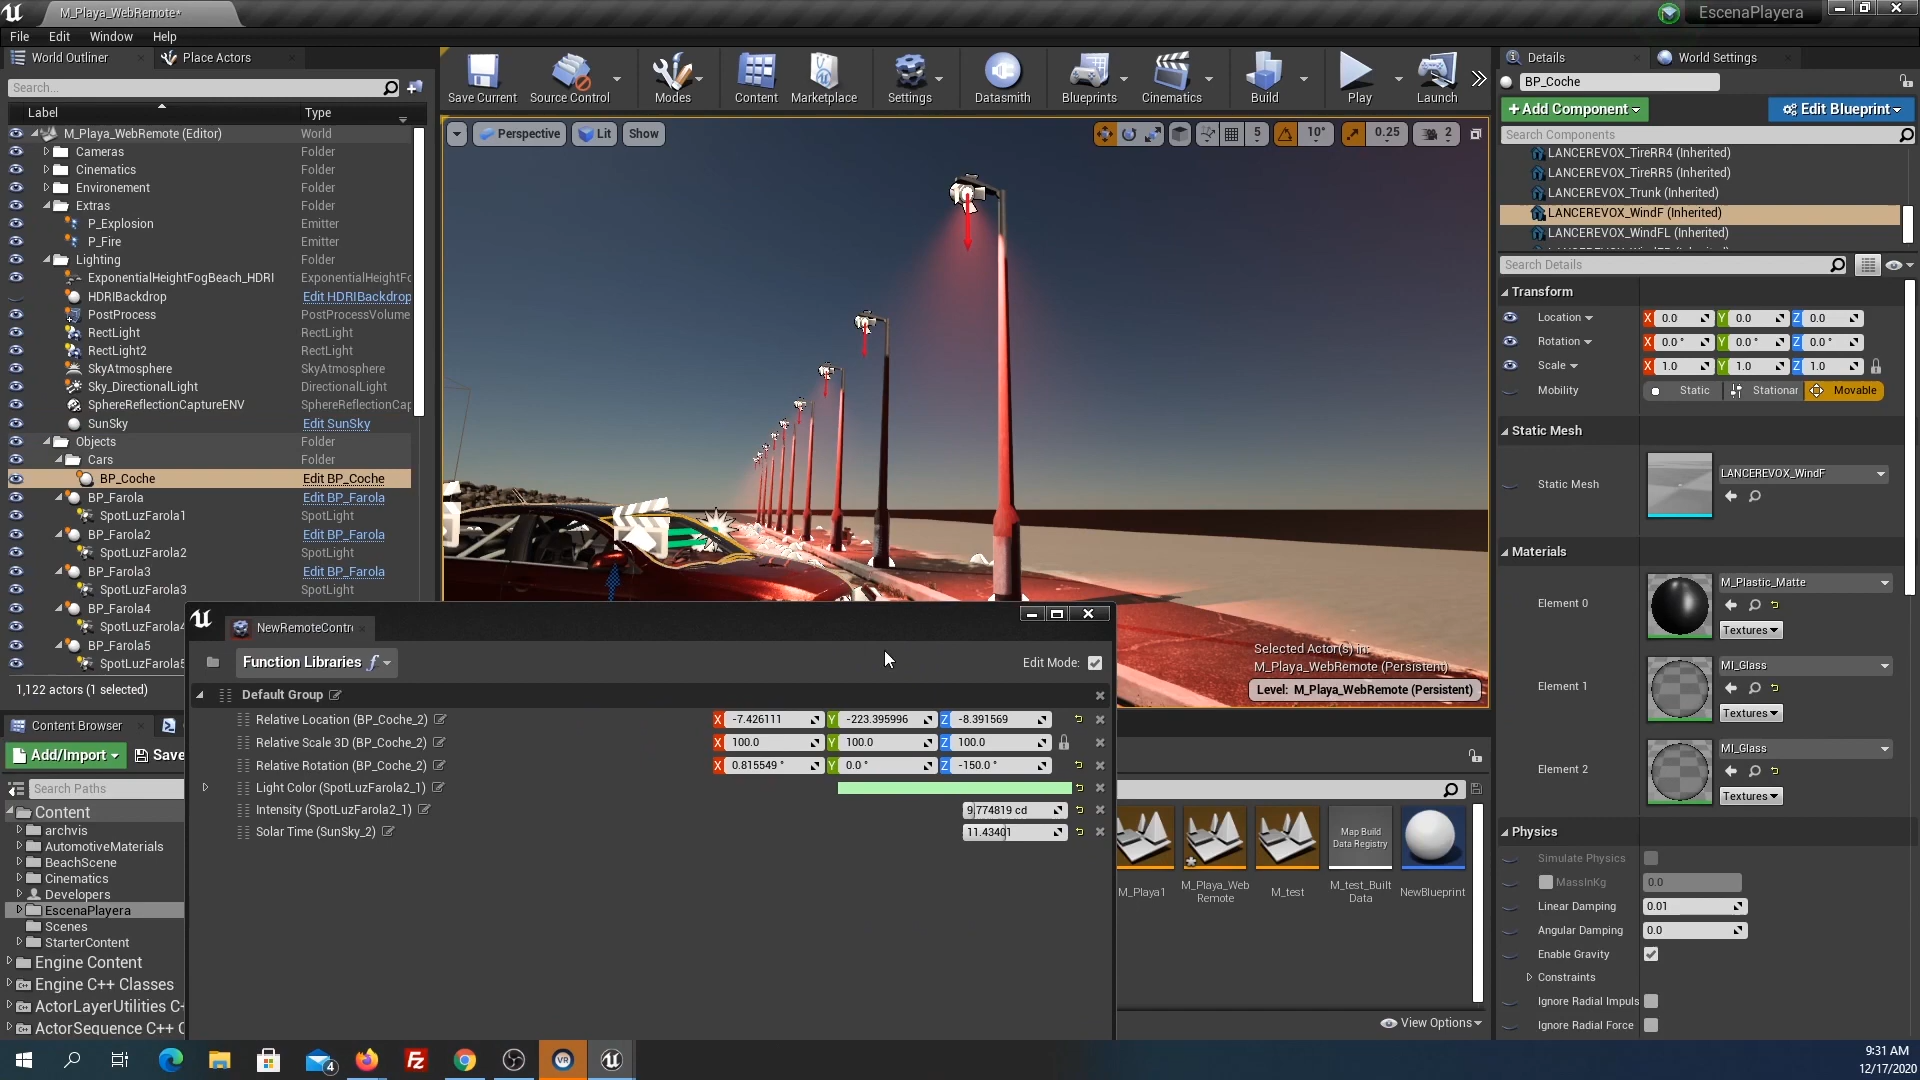 M_Playa_WebRemote*
EscenaPlayera
File Edit Window Help
World Outliner
Place Actors
Search...
Label Type
M_Playa_WebRemote (Editor) World
Cameras Folder
Cinematics Folder
Environement Folder
Extras Folder
P_Explosion Emitter
P_Fire Emitter
Lighting Folder
ExponentialHeightFogBeach_HDRI ExponentialHeightFo
HDRIBackdrop Edit HDRIBackdrop
PostProcess PostProcessVolume
RectLight RectLight
RectLight2 RectLight
SkyAtmosphere SkyAtmosphere
Sky_DirectionalLight DirectionalLight
SphereReflectionCaptureENV SphereReflectionCap
SunSky Edit SunSky
Objects Folder
Cars Folder
BP_Coche Edit BP_Coche
BP_Farola Edit BP_Farola
SpotLuzFarola1 SpotLight
BP_Farola2 Edit BP_Farola
SpotLuzFarola2 SpotLight
BP_Farola3 Edit BP_Farola
SpotLuzFarola3 SpotLight
BP_Farola4
SpotLuzFarola4
BP_Farola5
SpotLuzFarola5
1,122 actors (1 selected)
Save Current
Source Control
Modes
Content
Marketplace
Settings
Datasmith
Blueprints
Cinematics
Build
Play
Launch
Perspective
Lit
Show
5
10°
0.25
2
Selected Actor(s) in:
M_Playa_WebRemote (Persistent)
Level: M_Playa_WebRemote (Persistent)
Content Browser
Add/Import
Save
Search Paths
Content
archvis
AutomotiveMaterials
BeachScene
Cinematics
Developers
EscenaPlayera
Scenes
StarterContent
Engine Content
Engine C++ Classes
ActorLayerUtilities C+
ActorSequence C++ C
NewRemoteContr
Function Libraries f
Edit Mode:
Default Group
Relative Location (BP_Coche_2) X -7.426111 Y -223.395996 Z -8.391569
Relative Scale 3D (BP_Coche_2) X 100.0 Y 100.0 Z 100.0
Relative Rotation (BP_Coche_2) X 0.815549 ° Y 0.0 ° Z -150.0 °
Light Color (SpotLuzFarola2_1)
Intensity (SpotLuzFarola2_1) 9.774819 cd
Solar Time (SunSky_2) 11.43401
M_Playa1
M_Playa_Web
Remote
M_test
Map Build
Data Registry
M_test_Built
Data
NewBlueprint
View Options
Details
World Settings
BP_Coche
+Add Component
Edit Blueprint
Search Components
LANCEREVOX_TireRR4 (Inherited)
LANCEREVOX_TireRR5 (Inherited)
LANCEREVOX_Trunk (Inherited)
LANCEREVOX_WindF (Inherited)
LANCEREVOX_WindFL (Inherited)
Search Details
Transform
Location X 0.0 Y 0.0 Z 0.0
Rotation X 0.0 ° Y 0.0 ° Z 0.0 °
Scale X 1.0 Y 1.0 Z 1.0
Mobility Static Stationar Movable
Static Mesh
Static Mesh LANCEREVOX_WindF
Materials
Element 0 M_Plastic_Matte
Textures
Element 1 MI_Glass
Textures
Element 2 MI_Glass
Textures
Physics
Simulate Physics
MassInKg 0.0
Linear Damping 0.01
Angular Damping 0.0
Enable Gravity
Constraints
Ignore Radial Impuls
Ignore Radial Force
4
VR
9:31 AM
12/17/2020